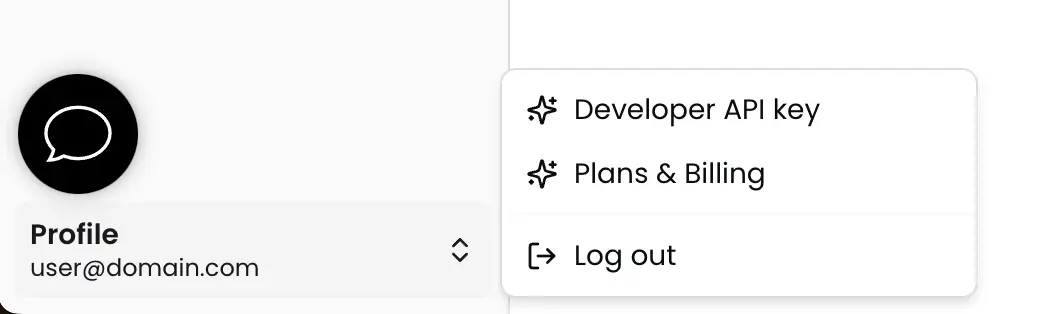 Developer API key
Plans & Billing
Log out
Profile
user@domain.com